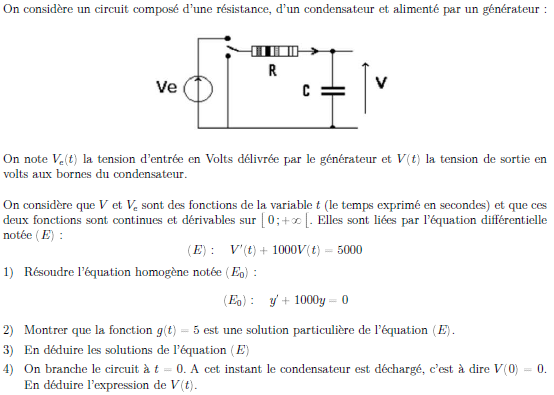 On considère un circuit composé d'une résistance, d'un condensateur et alimenté par un générateur :
R
Ve
C
V
On note Vₑ(t) la tension d'entrée en Volts délivrée par le générateur et V(t) la tension de sortie en
volts aux bornes du condensateur.
On considère que V et Vₑ sont des fonctions de la variable t (le temps exprimé en secondes) et que ces
deux fonctions sont continues et dérivables sur [ 0 ; +∞ [. Elles sont liées par l'équation différentielle
notée (E) :
(E) : V'(t) + 1000V(t) = 5000
1) Résoudre l'équation homogène notée (E₀) :
(E₀) : y' + 1000y = 0
2) Montrer que la fonction g(t) = 5 est une solution particulière de l'équation (E).
3) En déduire les solutions de l'équation (E)
4) On branche le circuit à t = 0. A cet instant le condensateur est déchargé, c'est à dire V(0) = 0.
En déduire l'expression de V(t).